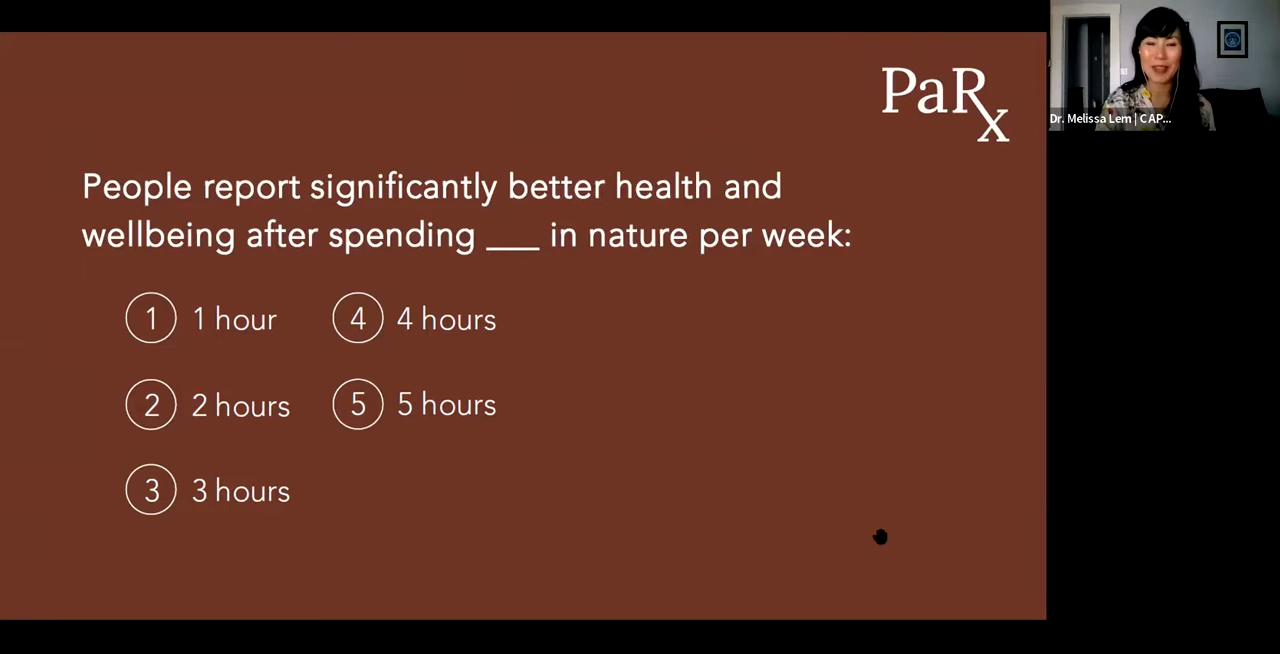 PaRx
People report significantly better health and
wellbeing after spending ___ in nature per week:
1 1 hour
2 2 hours
3 3 hours
4 4 hours
5 5 hours
Dr. Melissa Lem | CAP...